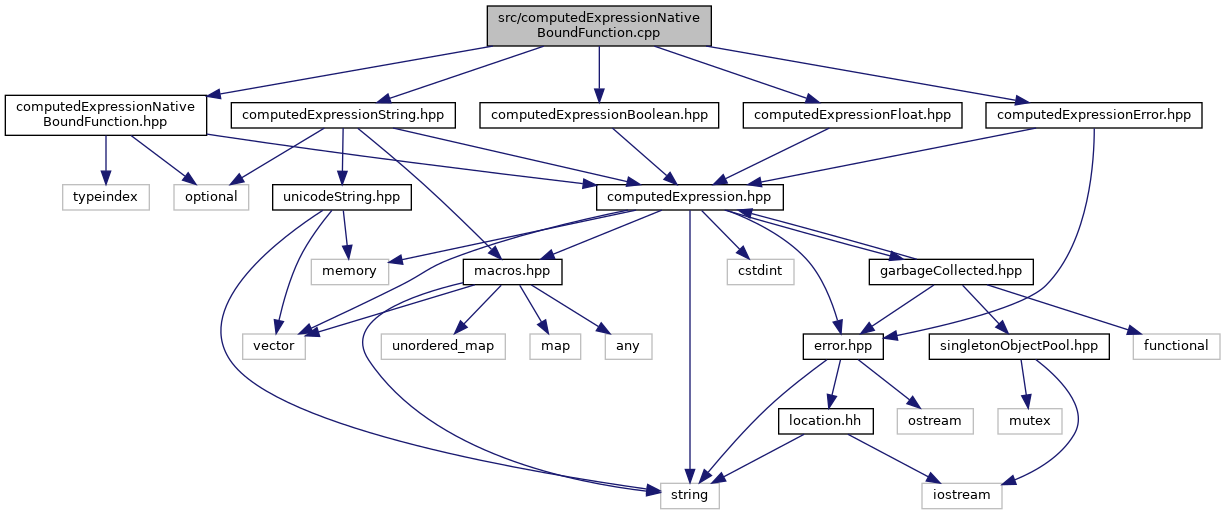 src/computedExpressionNative
BoundFunction.cpp
computedExpressionNative
BoundFunction.hpp
computedExpressionString.hpp
computedExpressionBoolean.hpp
computedExpressionFloat.hpp
computedExpressionError.hpp
typeindex
optional
unicodeString.hpp
computedExpression.hpp
memory
macros.hpp
cstdint
garbageCollected.hpp
vector
unordered_map
map
any
error.hpp
singletonObjectPool.hpp
functional
location.hh
ostream
mutex
string
iostream